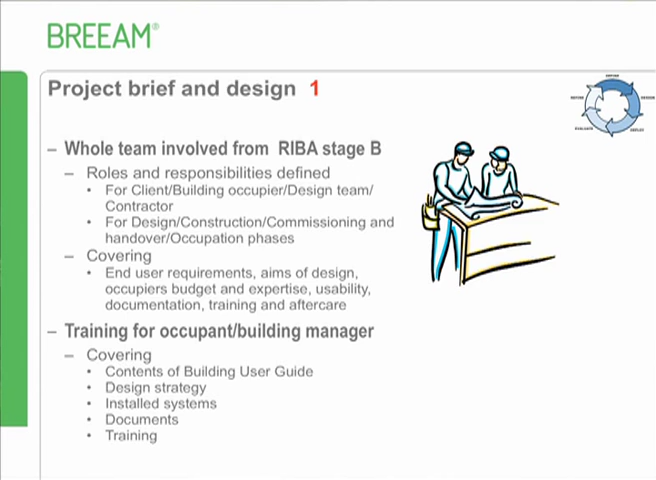 BREEAM®
Project brief and design 1
– Whole team involved from RIBA stage B
– Roles and responsibilities defined
• For Client/Building occupier/Design team/
Contractor
• For Design/Construction/Commissioning and
handover/Occupation phases
– Covering
• End user requirements, aims of design,
occupiers budget and expertise, usability,
documentation, training and aftercare
– Training for occupant/building manager
– Covering
• Contents of Building User Guide
• Design strategy
• Installed systems
• Documents
• Training